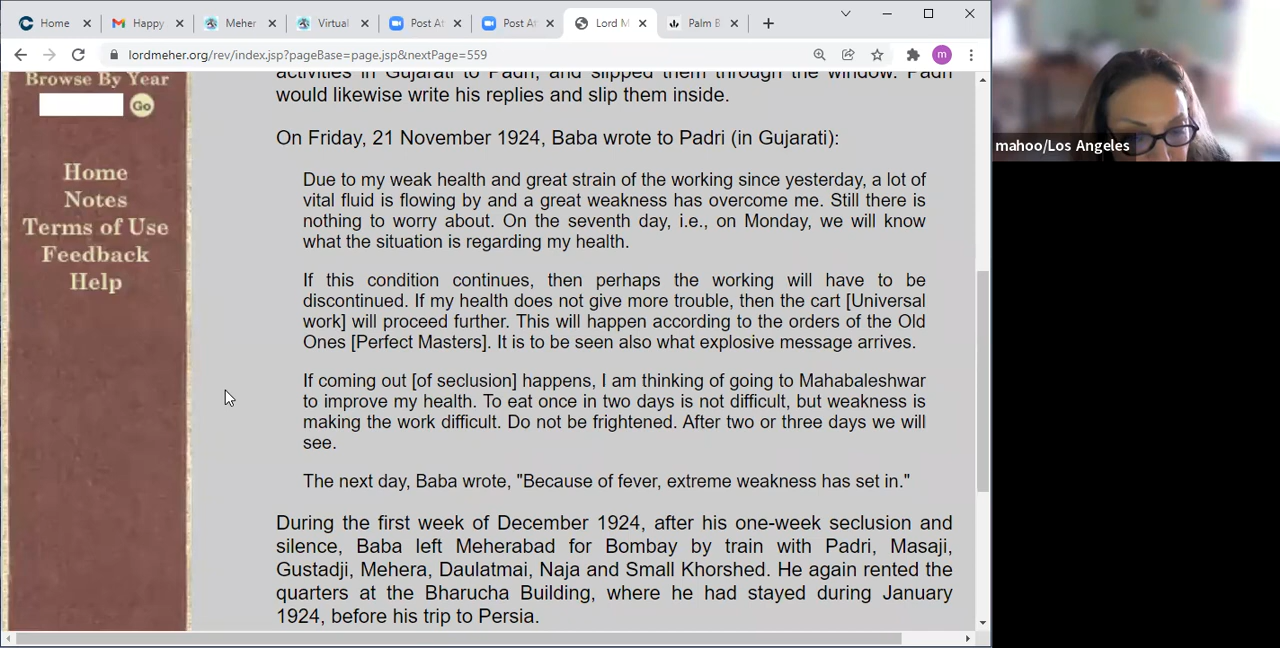 Home
Happy
Meher
Virtual
Post At
Post At
Lord M
Palm B
lordmeher.org/rev/index.jsp?pageBase=page.jsp&nextPage=559
m
mahoo/Los Angeles
Browse By Year
Go
Home
Notes
Terms of Use
Feedback
Help
activities in Gujarati to Padri, and slipped them through the window. Padri
would likewise write his replies and slip them inside.
On Friday, 21 November 1924, Baba wrote to Padri (in Gujarati):
Due to my weak health and great strain of the working since yesterday, a lot of
vital fluid is flowing by and a great weakness has overcome me. Still there is
nothing to worry about. On the seventh day, i.e., on Monday, we will know
what the situation is regarding my health.
If this condition continues, then perhaps the working will have to be
discontinued. If my health does not give more trouble, then the cart [Universal
work] will proceed further. This will happen according to the orders of the Old
Ones [Perfect Masters]. It is to be seen also what explosive message arrives.
If coming out [of seclusion] happens, I am thinking of going to Mahabaleshwar
to improve my health. To eat once in two days is not difficult, but weakness is
making the work difficult. Do not be frightened. After two or three days we will
see.
The next day, Baba wrote, "Because of fever, extreme weakness has set in."
During the first week of December 1924, after his one-week seclusion and
silence, Baba left Meherabad for Bombay by train with Padri, Masaji,
Gustadji, Mehera, Daulatmai, Naja and Small Khorshed. He again rented the
quarters at the Bharucha Building, where he had stayed during January
1924, before his trip to Persia.